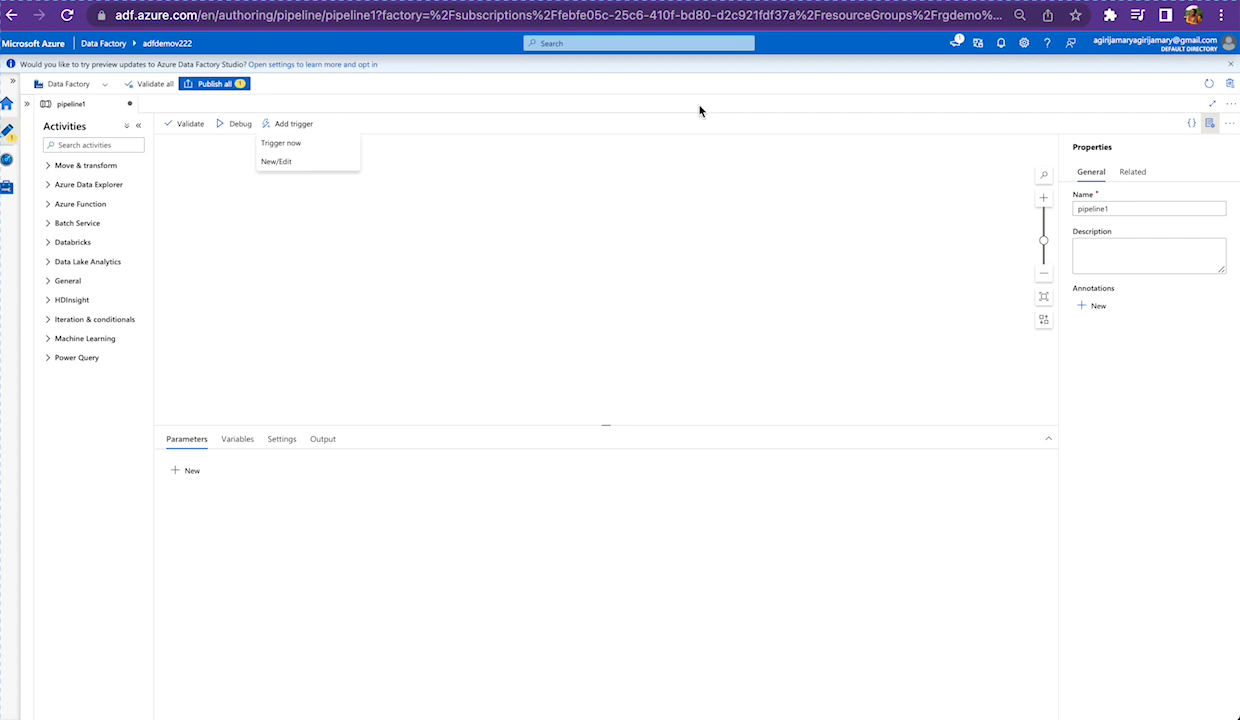 adf.azure.com/en/authoring/pipeline/pipeline1?factory=%2Fsubscriptions%2Ffebfe05c-25c6-410f-bd80-d2c921fdf37a%2FresourceGroups%2Frgdemo%...
Microsoft Azure
Data Factory
adfdemov222
Search
1
agirijamaryagirijamary@gmail.com
DEFAULT DIRECTORY
Would you like to try preview updates to Azure Data Factory Studio? Open settings to learn more and opt in
Data Factory
Validate all
Publish all 1
pipeline1
Activities
Search activities
Move & transform
Azure Data Explorer
Azure Function
Batch Service
Databricks
Data Lake Analytics
General
HDInsight
Iteration & conditionals
Machine Learning
Power Query
Validate
Debug
Add trigger
Trigger now
New/Edit
Parameters
Variables
Settings
Output
New
Properties
General
Related
Name *
pipeline1
Description
Annotations
New